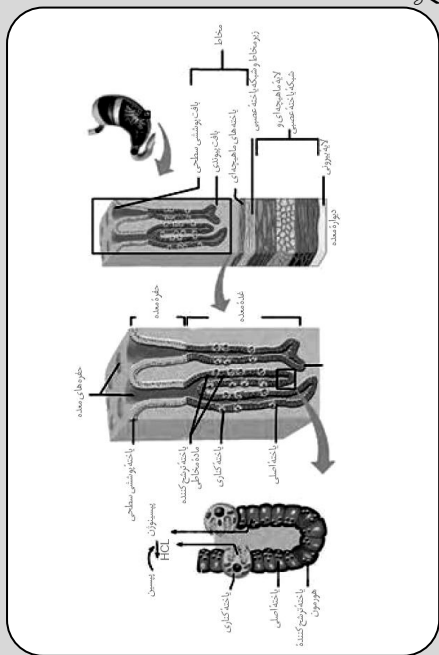 مخاط
زیر مخاط و شبکه یاخته عصبی
لایه ماهیچه ای و
شبکه یاخته عصبی
لایه بیرونی
بافت پوششی سطحی
بافت پیوندی
یاخته های ماهیچه ای
دیواره معده
حفره معده
غده معده
حفره های معده
یاخته پوششی سطحی
یاخته ترشح کننده
ماده مخاطی
یاخته کناری
یاخته اصلی
پپسین
HCL
پپسینوژن
یاخته کناری
یاخته اصلی
یاخته ترشح کننده
هورمون